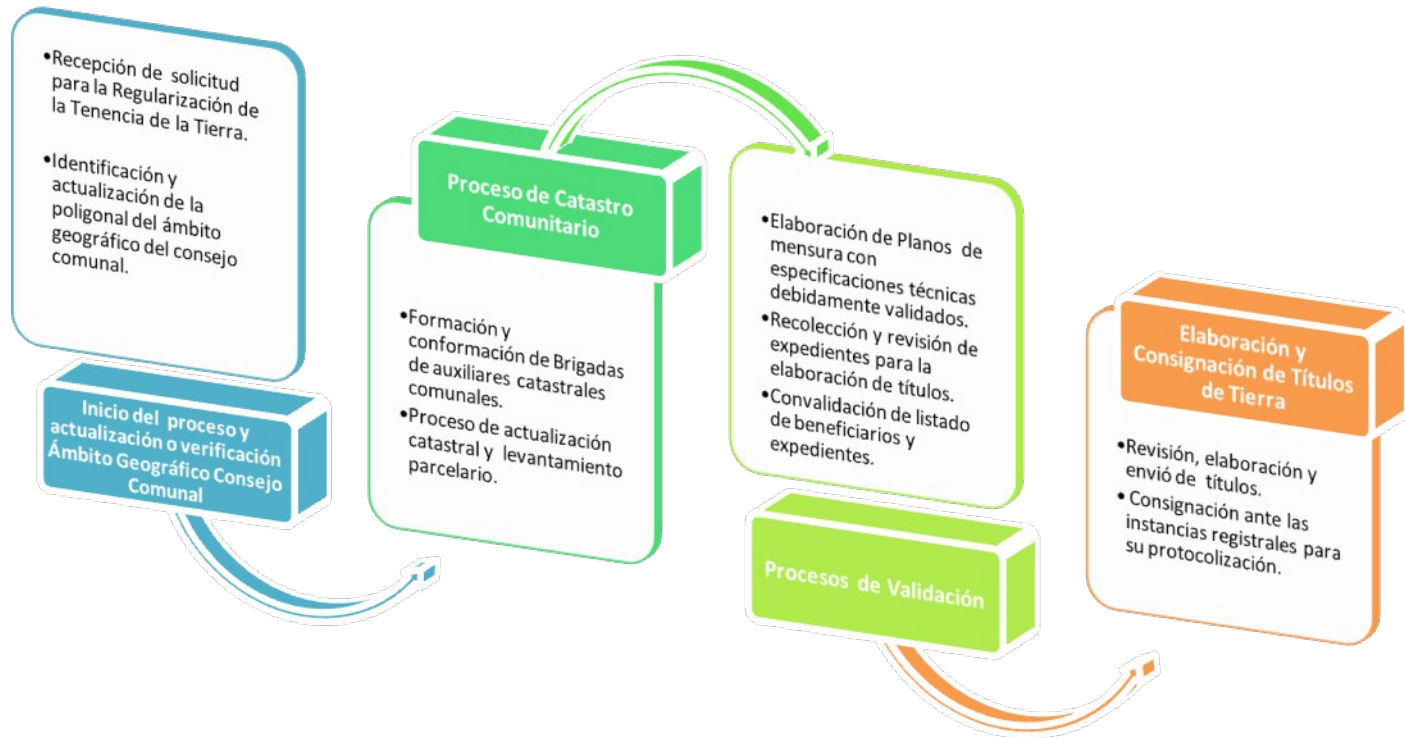 •Recepción de solicitud
para la Regularización de
la Tenencia de la Tierra.
•Identificación y
actualización de la
poligonal del ámbito
geográfico del consejo
comunal.
Inicio del proceso y
actualización o verificación
Ámbito Geográfico Consejo
Comunal
Proceso de Catastro
Comunitario
•Formación y
conformación de Brigadas
de auxiliares catastrales
comunales.
•Proceso de actualización
catastral y levantamiento
parcelario.
•Elaboración de Planos de
mensura con
especificaciones técnicas
debidamente validados.
•Recolección y revisión de
expedientes para la
elaboración de títulos.
•Convalidación de listado
de beneficiarios y
expedientes.
Procesos de Validación
Elaboración y
Consignación de Títulos
de Tierra
•Revisión, elaboración y
envió de títulos.
• Consignación ante las
instancias registrales para
su protocolización.